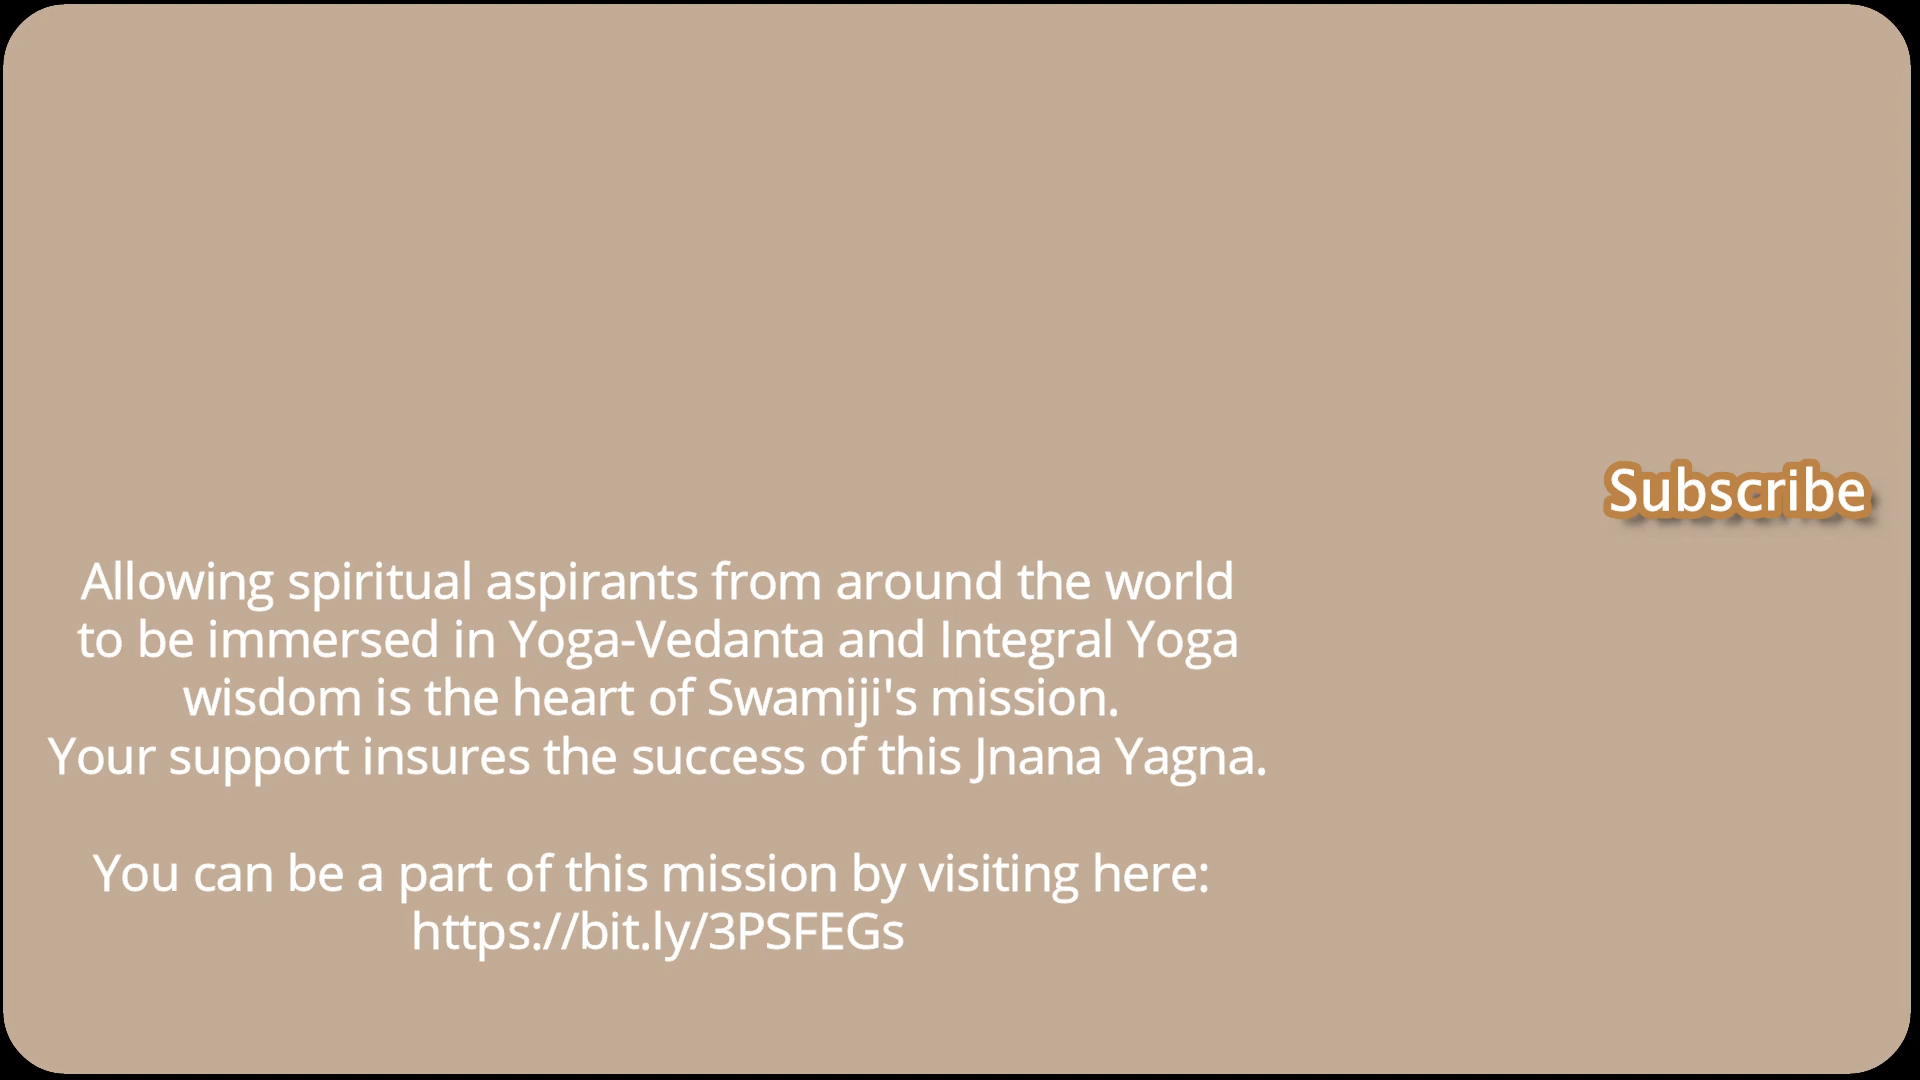 Subscribe
Allowing spiritual aspirants from around the world
to be immersed in Yoga-Vedanta and Integral Yoga
wisdom is the heart of Swamiji's mission.
Your support insures the success of this Jnana Yagna.
You can be a part of this mission by visiting here:
https://bit.ly/3PSFEGs